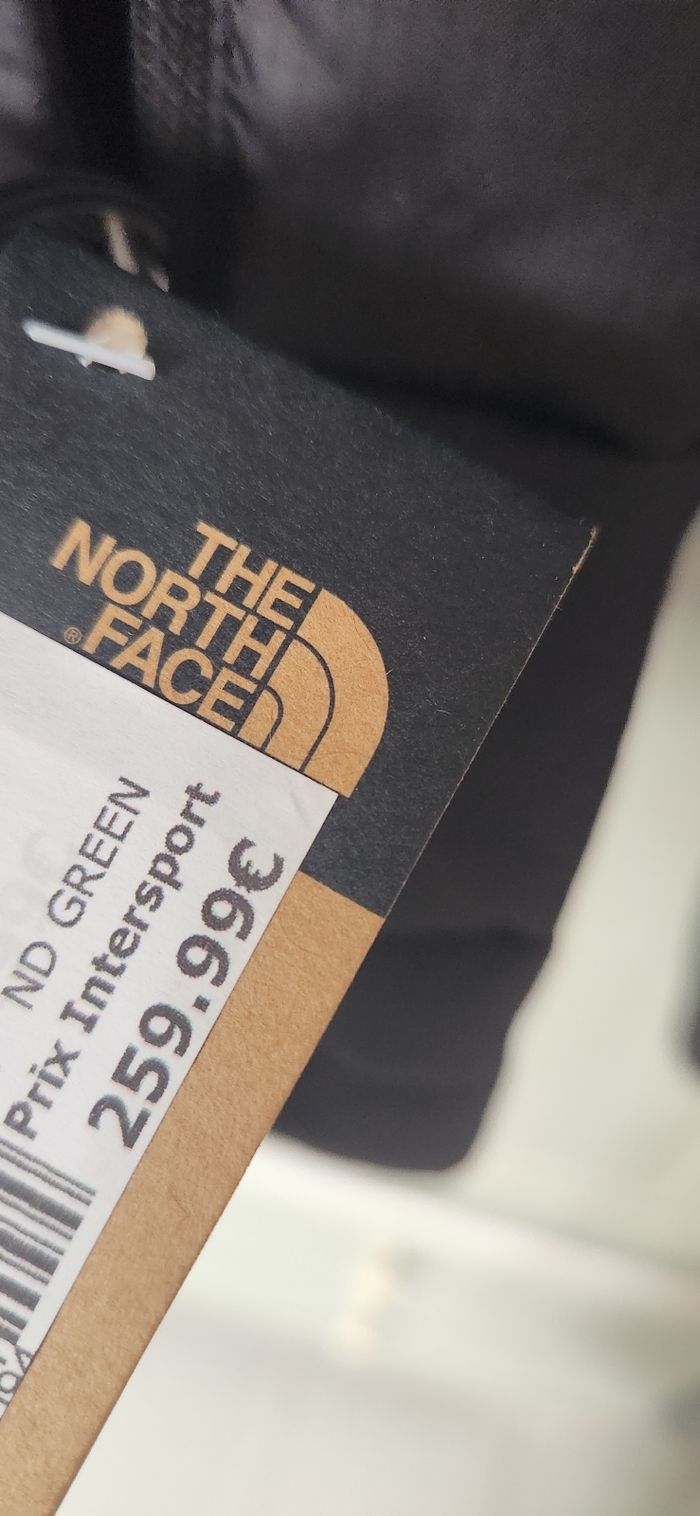 THE
NORTH
FACE
®
ND GREEN
Prix Intersport
259.99€